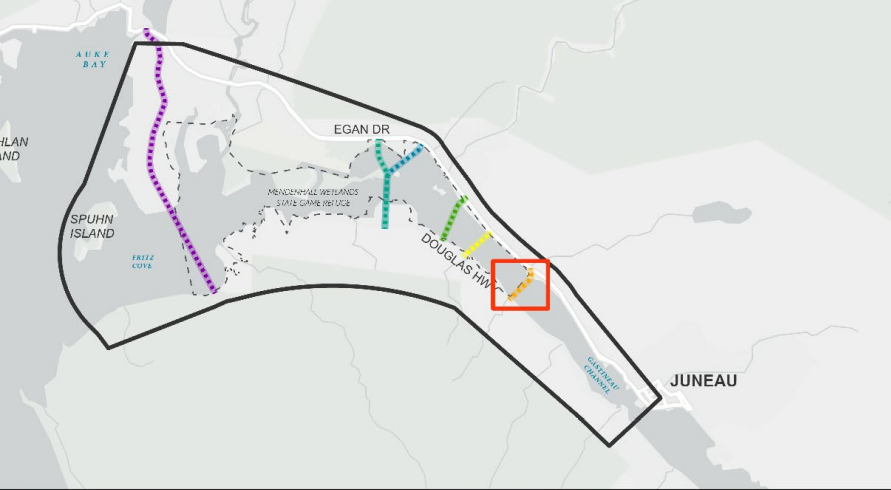 AUKE
BAY
HLAN
AND
EGAN DR
MENDENHALL WETLANDS
STATE GAME REFUGE
SPUHN
ISLAND
DOUGLAS HWY
FRITZ
COVE
GASTINEAU
CHANNEL
JUNEAU